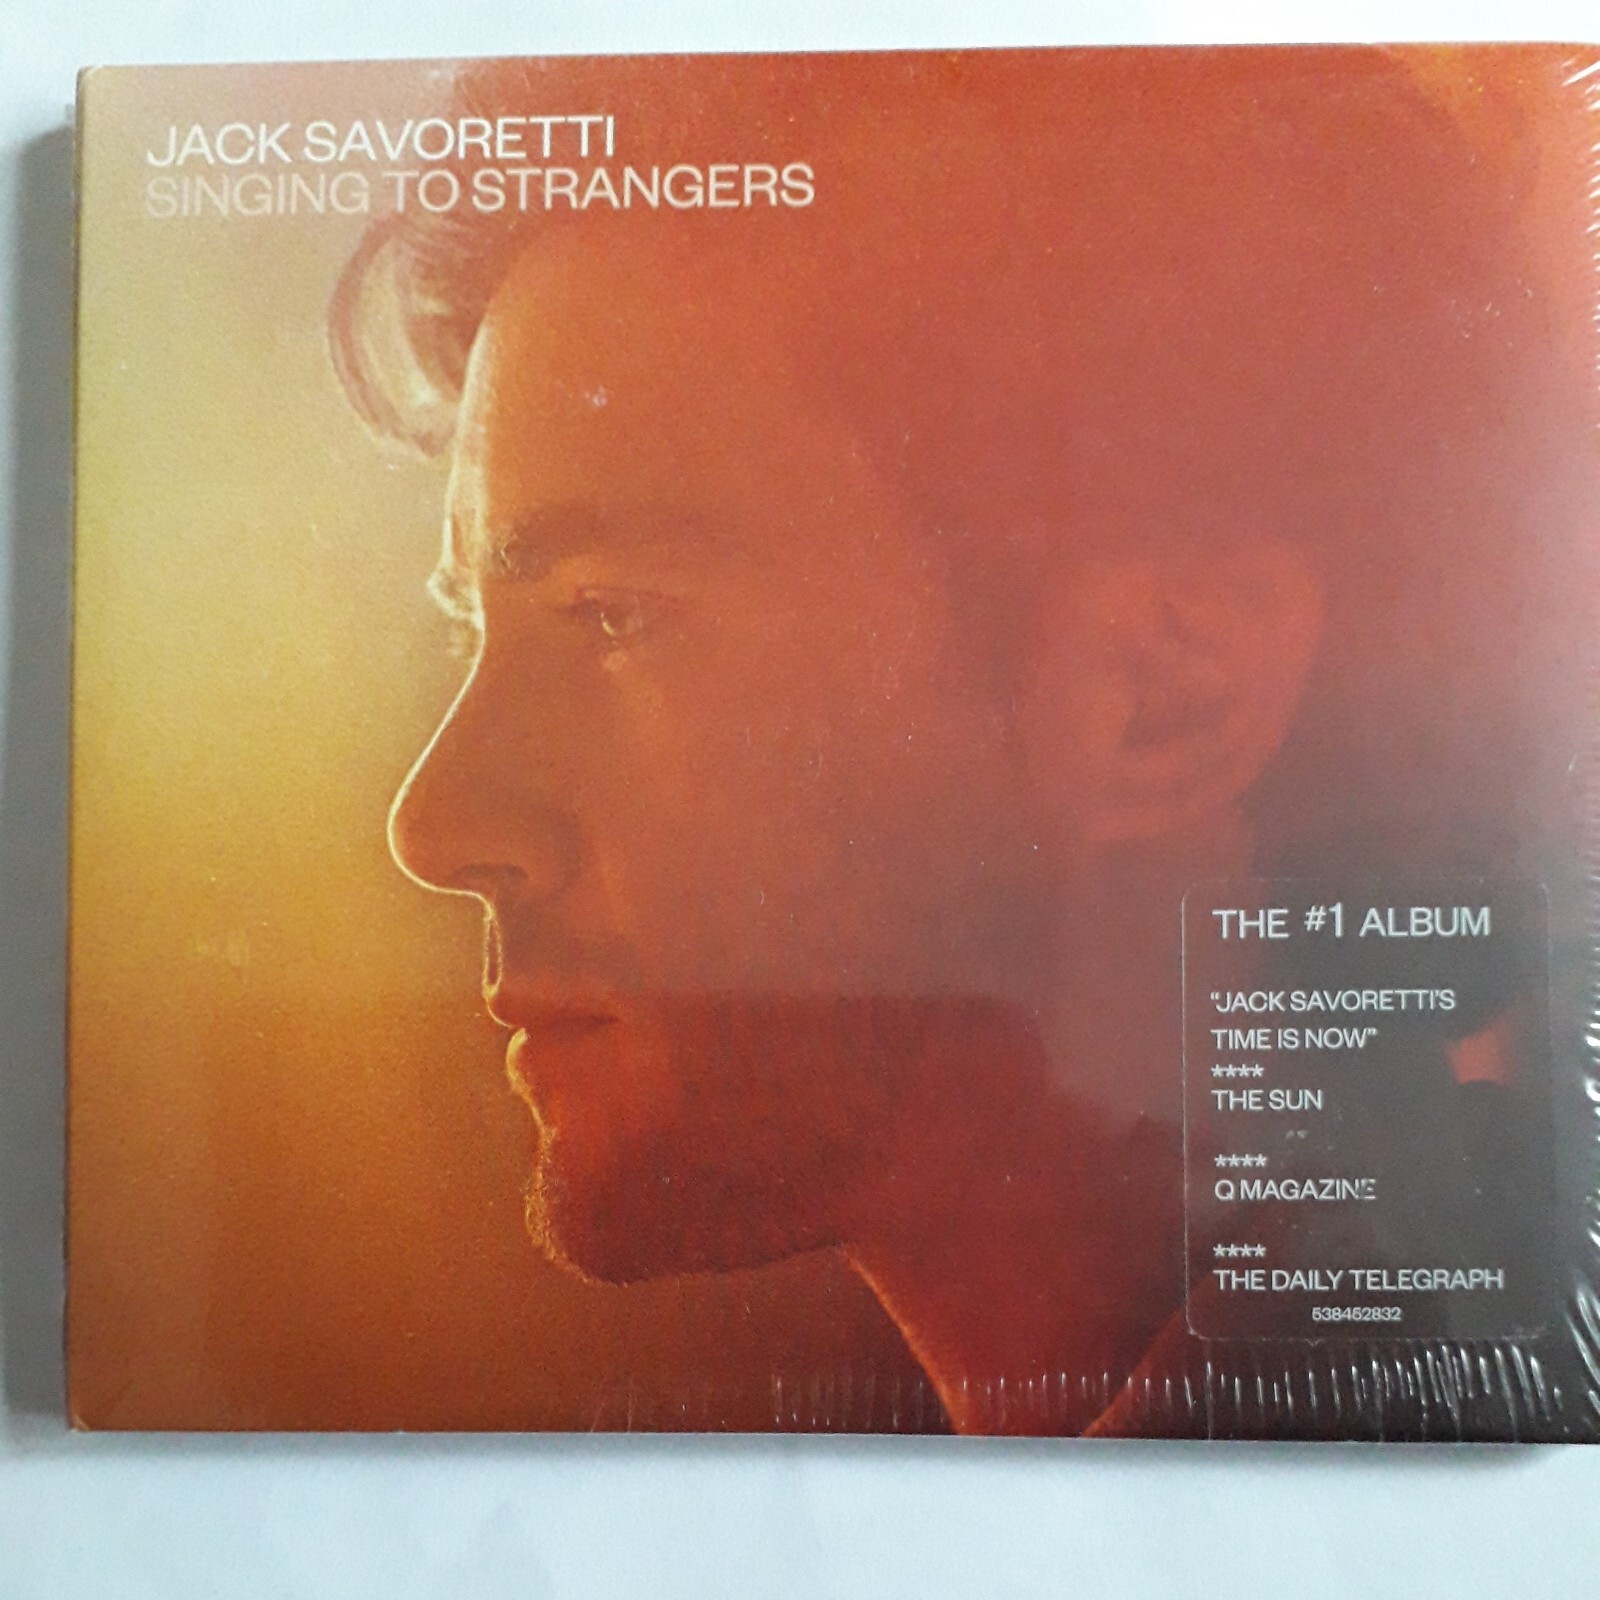 JACK SAVORETTI
SINGING TO STRANGERS
THE #1 ALBUM
“JACK SAVORETTI'S
TIME IS NOW”
****
THE SUN
****
Q MAGAZINE
****
THE DAILY TELEGRAPH
538452832